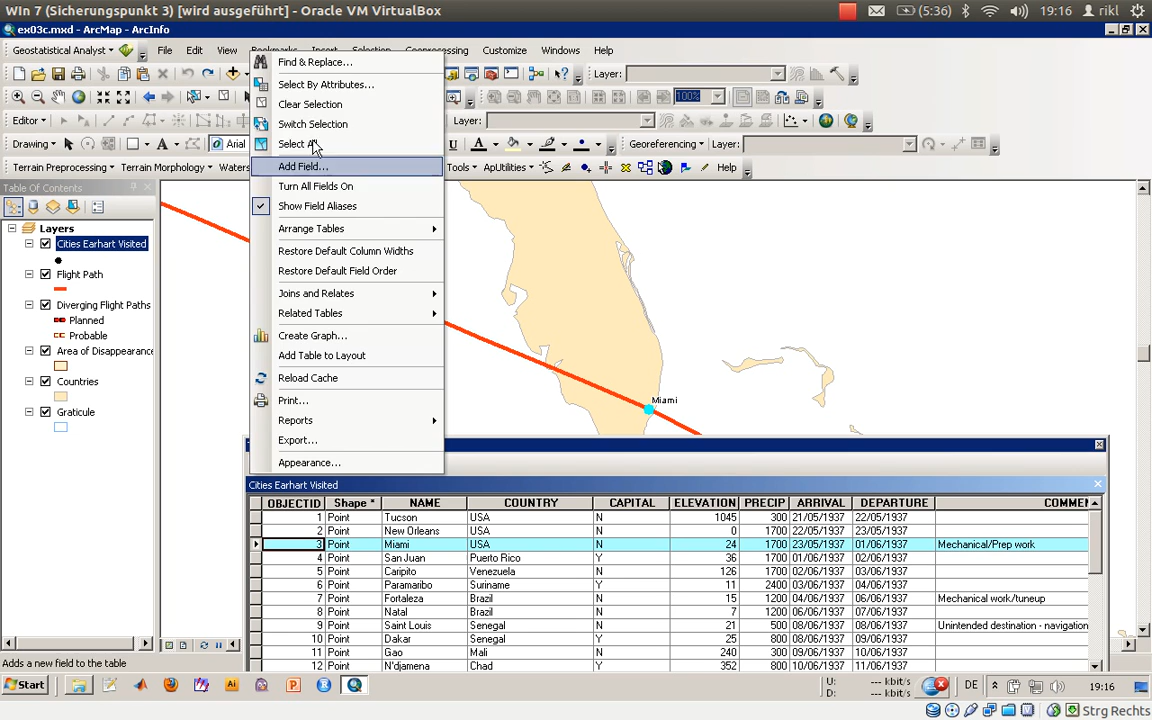 Win 7 (Sicherungspunkt 3) [wird ausgeführt] - Oracle VM VirtualBox
(5:36) 19:16 rikl
ex03c.mxd - ArcMap - ArcInfo
Geostatistical Analyst File Edit View Bookmarks Insert Selection Geoprocessing Customize Windows Help
Layer:
100%
Editor Layer:
Drawing A Arial U A Georeferencing Layer:
Terrain Preprocessing Terrain Morphology Tools ApUtilities Help
Find & Replace...
Select By Attributes...
Clear Selection
Switch Selection
Select All
Add Field...
Turn All Fields On
Show Field Aliases
Arrange Tables
Restore Default Column Widths
Restore Default Field Order
Joins and Relates
Related Tables
Create Graph...
Add Table to Layout
Reload Cache
Print...
Reports
Export...
Appearance...
Table Of Contents
Layers
Cities Earhart Visited
Flight Path
Diverging Flight Paths
Planned
Probable
Area of Disappearance
Countries
Graticule
Miami
Cities Earhart Visited
OBJECTID Shape * NAME COUNTRY CAPITAL ELEVATION PRECIP ARRIVAL DEPARTURE COMMEN
1 Point Tucson USA N 1045 300 21/05/1937 22/05/1937
2 Point New Orleans USA N 0 1700 22/05/1937 23/05/1937
3 Point Miami USA N 24 1700 23/05/1937 01/06/1937 Mechanical/Prep work
4 Point San Juan Puerto Rico Y 36 1700 01/06/1937 02/06/1937
5 Point Caripito Venezuela N 126 1700 02/06/1937 03/06/1937
6 Point Paramaribo Suriname Y 11 2400 03/06/1937 04/06/1937
7 Point Fortaleza Brazil N 15 1200 04/06/1937 06/06/1937 Mechanical work/tuneup
8 Point Natal Brazil N 7 1200 06/06/1937 07/06/1937
9 Point Saint Louis Senegal N 21 500 08/06/1937 08/06/1937 Unintended destination - navigation
10 Point Dakar Senegal Y 25 800 08/06/1937 09/06/1937
11 Point Gao Mali N 240 300 09/06/1937 10/06/1937
12 Point N'djamena Chad Y 352 800 10/06/1937 11/06/1937
Adds a new field to the table
Start U: --- kbit/s D: --- kbit/s DE 19:16
Strg Rechts